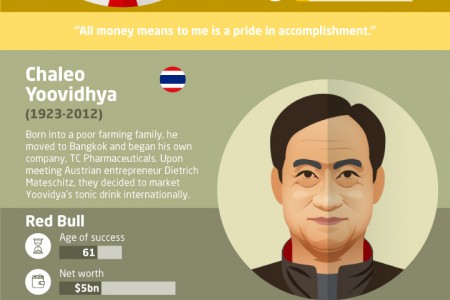 "All money means to me is a pride in accomplishment."
Chaleo
Yoovidhya
(1923-2012)
Born into a poor farming family, he
moved to Bangkok and began his own
company, TC Pharmaceuticals. Upon
meeting Austrian entrepreneur Dietrich
Mateschitz, they decided to market
Yoovidya's tonic drink internationally.
Red Bull
Age of success
61
Net worth
$5bn